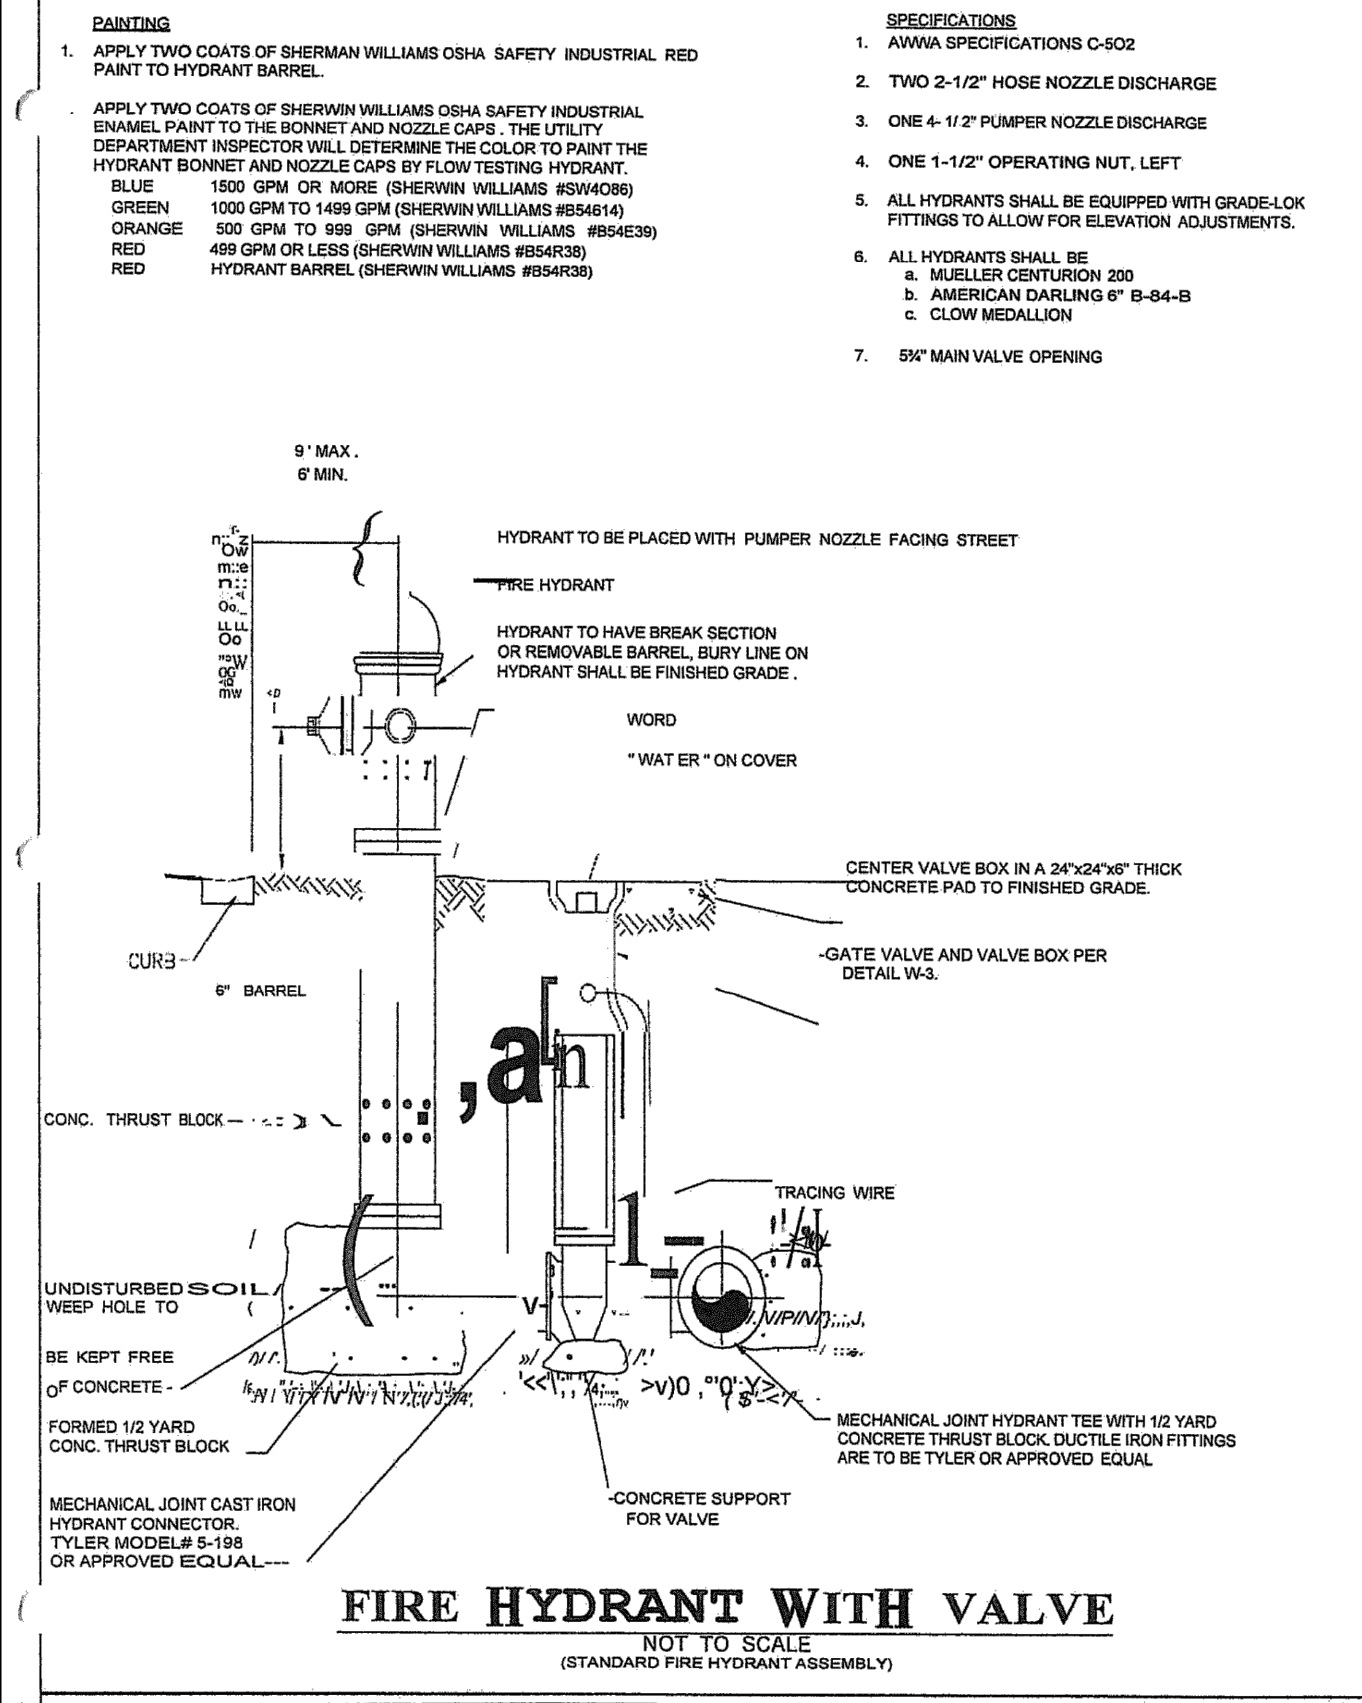 PAINTING
1. APPLY TWO COATS OF SHERMAN WILLIAMS OSHA SAFETY INDUSTRIAL RED
PAINT TO HYDRANT BARREL.
. APPLY TWO COATS OF SHERWIN WILLIAMS OSHA SAFETY INDUSTRIAL
ENAMEL PAINT TO THE BONNET AND NOZZLE CAPS . THE UTILITY
DEPARTMENT INSPECTOR WILL DETERMINE THE COLOR TO PAINT THE
HYDRANT BONNET AND NOZZLE CAPS BY FLOW TESTING HYDRANT.
BLUE 1500 GPM OR MORE (SHERWIN WILLIAMS #SW4O86)
GREEN 1000 GPM TO 1499 GPM (SHERWIN WILLIAMS #B54614)
ORANGE 500 GPM TO 999 GPM (SHERWIN WILLIAMS #B54E39)
RED 499 GPM OR LESS (SHERWIN WILLIAMS #B54R38)
RED HYDRANT BARREL (SHERWIN WILLIAMS #B54R38)
SPECIFICATIONS
1. AWWA SPECIFICATIONS C-5O2
2. TWO 2-1/2" HOSE NOZZLE DISCHARGE
3. ONE 4- 1/ 2" PUMPER NOZZLE DISCHARGE
4. ONE 1-1/2" OPERATING NUT, LEFT
5. ALL HYDRANTS SHALL BE EQUIPPED WITH GRADE-LOK
FITTINGS TO ALLOW FOR ELEVATION ADJUSTMENTS.
6. ALL HYDRANTS SHALL BE
a. MUELLER CENTURION 200
b. AMERICAN DARLING 6" B-84-B
c. CLOW MEDALLION
7. 5¾" MAIN VALVE OPENING
9 ' MAX .
6' MIN.
HYDRANT TO BE PLACED WITH PUMPER NOZZLE FACING STREET
FIRE HYDRANT
HYDRANT TO HAVE BREAK SECTION
OR REMOVABLE BARREL, BURY LINE ON
HYDRANT SHALL BE FINISHED GRADE .
WORD
" WAT ER " ON COVER
CENTER VALVE BOX IN A 24"x24"x6" THICK
CONCRETE PAD TO FINISHED GRADE.
CURB
-GATE VALVE AND VALVE BOX PER
DETAIL W-3.
6" BARREL
,a[n
CONC. THRUST BLOCK
TRACING WIRE
1-
UNDISTURBED SOIL/
WEEP HOLE TO
V-
BE KEPT FREE
OF CONCRETE -
FORMED 1/2 YARD
CONC. THRUST BLOCK
MECHANICAL JOINT HYDRANT TEE WITH 1/2 YARD
CONCRETE THRUST BLOCK. DUCTILE IRON FITTINGS
ARE TO BE TYLER OR APPROVED EQUAL
-CONCRETE SUPPORT
FOR VALVE
MECHANICAL JOINT CAST IRON
HYDRANT CONNECTOR.
TYLER MODEL# 5-198
OR APPROVED EQUAL---
FIRE HYDRANT WITH VALVE
NOT TO SCALE
(STANDARD FIRE HYDRANT ASSEMBLY)